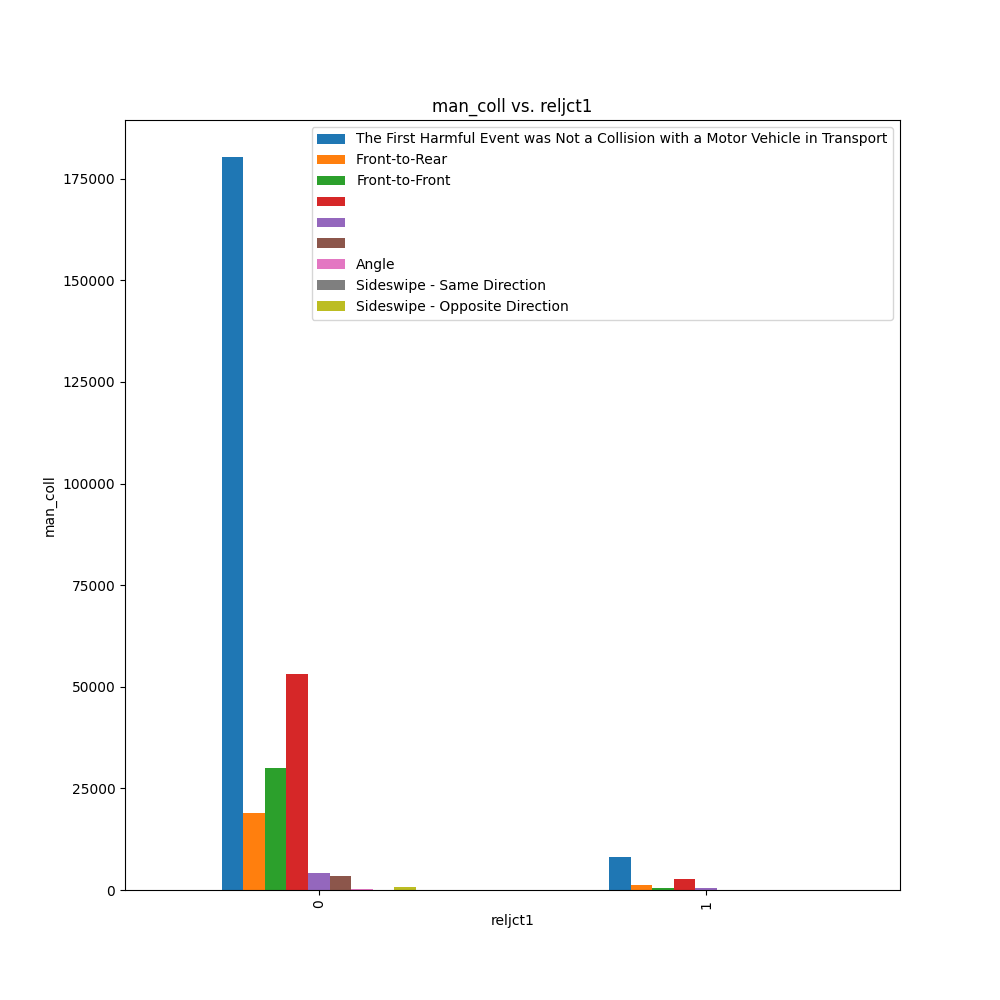 man_coll vs. reljct1
The First Harmful Event was Not a Collision with a Motor Vehicle in Transport
Front-to-Rear
Front-to-Front
Angle
Sideswipe - Same Direction
Sideswipe - Opposite Direction
175000
150000
125000
100000
75000
50000
25000
0
man_coll
0
1
reljct1